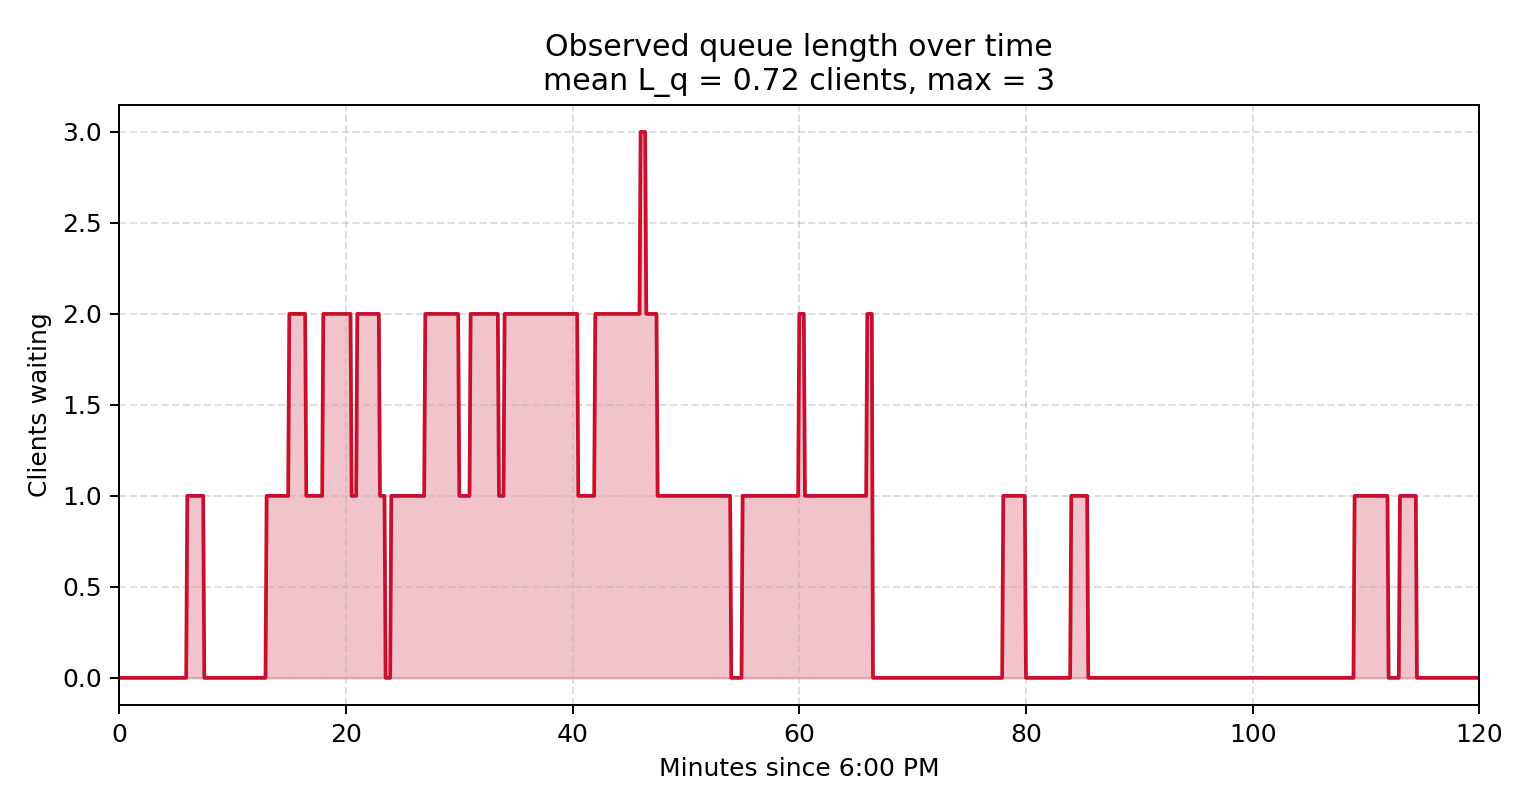 Observed queue length over time
mean L_q = 0.72 clients, max = 3
Clients waiting
3.0
2.5
2.0
1.5
1.0
0.5
0.0
0 20 40 60 80 100 120
Minutes since 6:00 PM